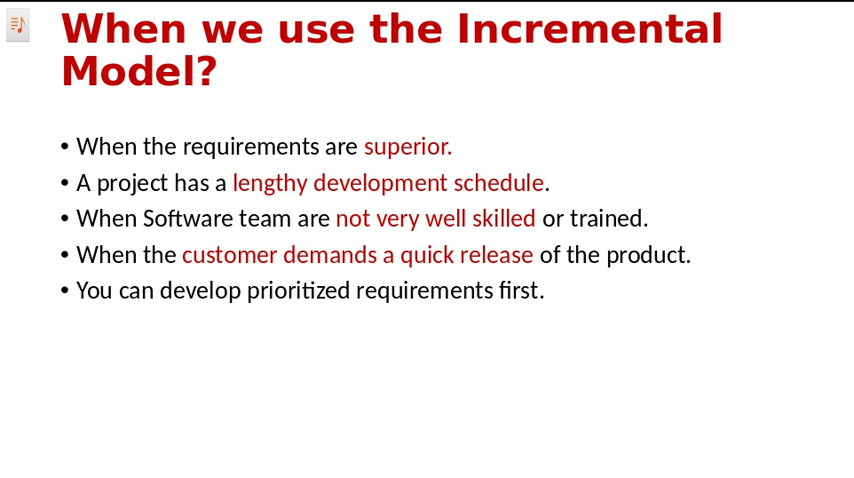 When we use the Incremental
Model?
• When the requirements are superior.
• A project has a lengthy development schedule.
• When Software team are not very well skilled or trained.
• When the customer demands a quick release of the product.
• You can develop prioritized requirements first.